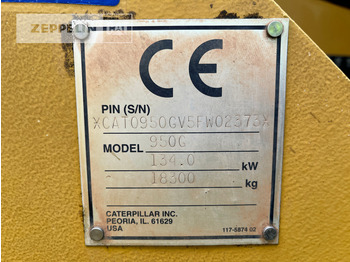 ZEPPELIN
CE
PIN (S/N)
XCAT0950GV5FW02373X
MODEL 950G
134.0 kW
18300 kg
CATERPILLAR INC.
PEORIA, IL. 61629
USA 117-5874 02